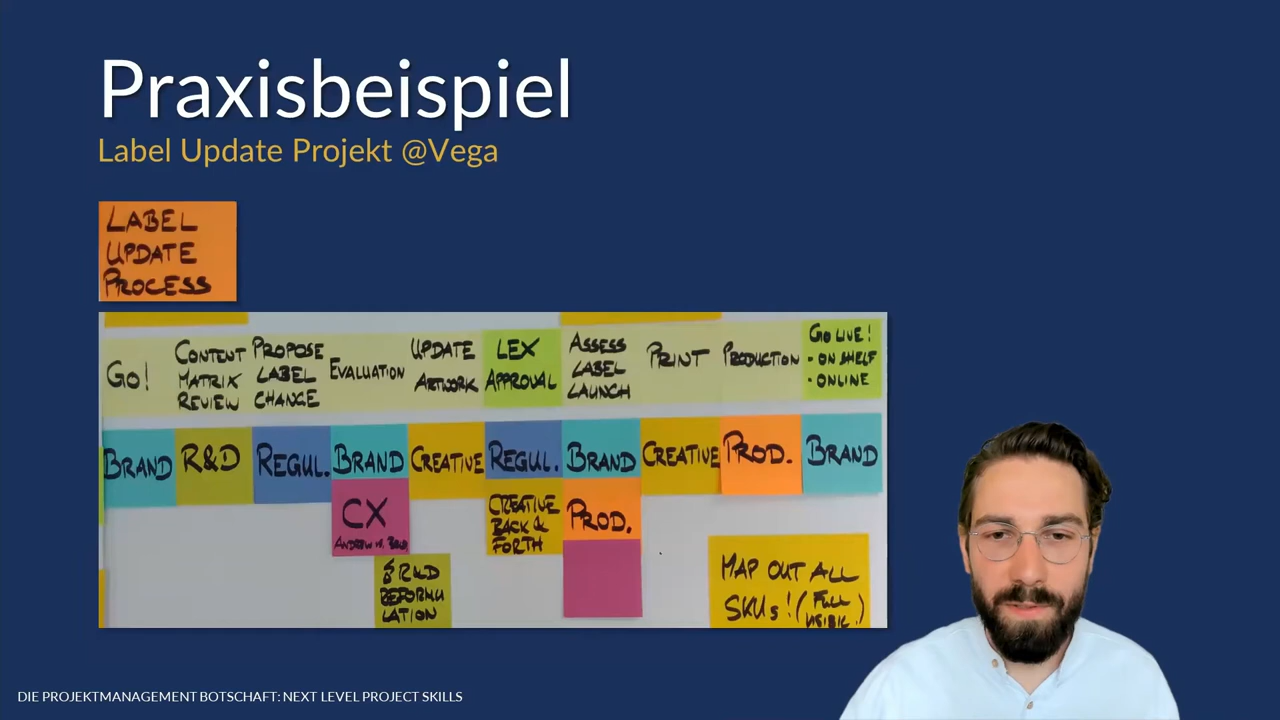 Praxisbeispiel
Label Update Projekt @Vega
LABEL
UPDATE
PROCESS
GO!
CONTENT
MATRIX
REVIEW
PROPOSE
LABEL
CHANGE
EVALUATION
UPDATE
ARTWORK
LEX
APPROVAL
ASSESS
LABEL
LAUNCH
PRINT
PRODUCTION
GO LIVE!
- ON SHELF
- ONLINE
BRAND
R&D
REGUL.
BRAND
CREATIVE
REGUL.
BRAND
CREATIVE
PROD.
BRAND
CX
CREATIVE
BACK &
FORTH
PROD.
R&D
REFORMU
LATION
MAP OUT ALL
SKUs! (FULL
VISIB.)
DIE PROJEKTMANAGEMENT BOTSCHAFT: NEXT LEVEL PROJECT SKILLS